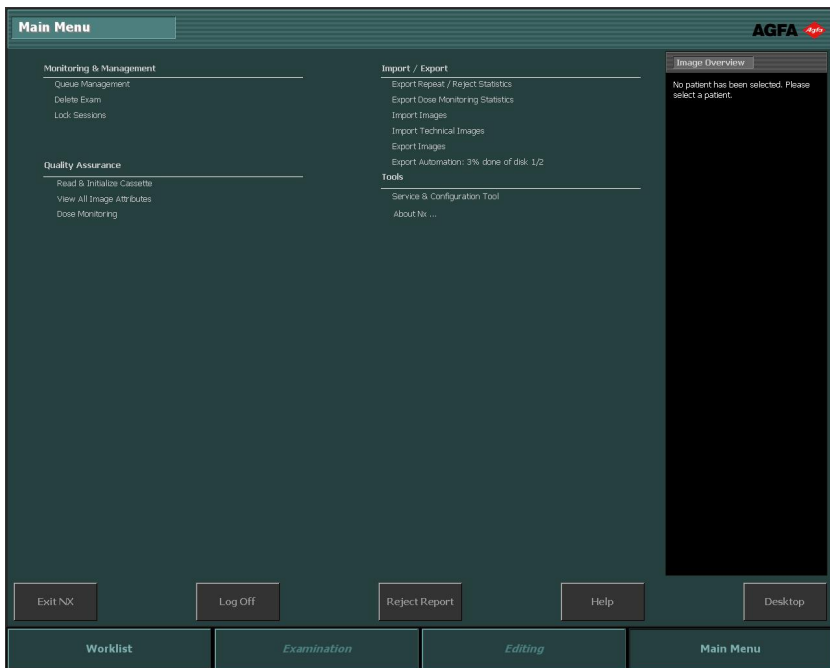 Main Menu
AGFA
Agfa
Monitoring & Management
Queue Management
Delete Exam
Lock Sessions
Quality Assurance
Read & Initialize Cassette
View All Image Attributes
Dose Monitoring
Import / Export
Export Repeat / Reject Statistics
Export Dose Monitoring Statistics
Import Images
Import Technical Images
Export Images
Export Automation: 3% done of disk 1/2
Tools
Service & Configuration Tool
About Nx ...
Image Overview
No patient has been selected. Please
select a patient.
Exit NX
Log Off
Reject Report
Help
Desktop
Worklist
Examination
Editing
Main Menu